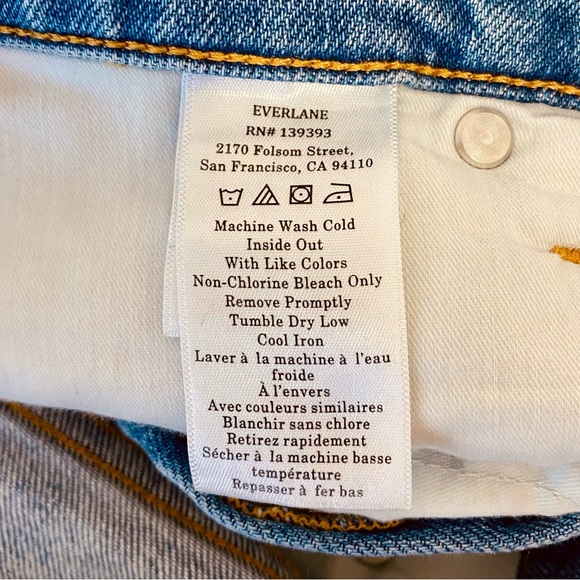 EVERLANE
RN# 139393
2170 Folsom Street,
San Francisco, CA 94110
Machine Wash Cold
Inside Out
With Like Colors
Non-Chlorine Bleach Only
Remove Promptly
Tumble Dry Low
Cool Iron
Laver à la machine à l'eau
froide
À l'envers
Avec couleurs similaires
Blanchir sans chlore
Retirez rapidement
Sécher à la machine basse
température
Repasser à fer bas